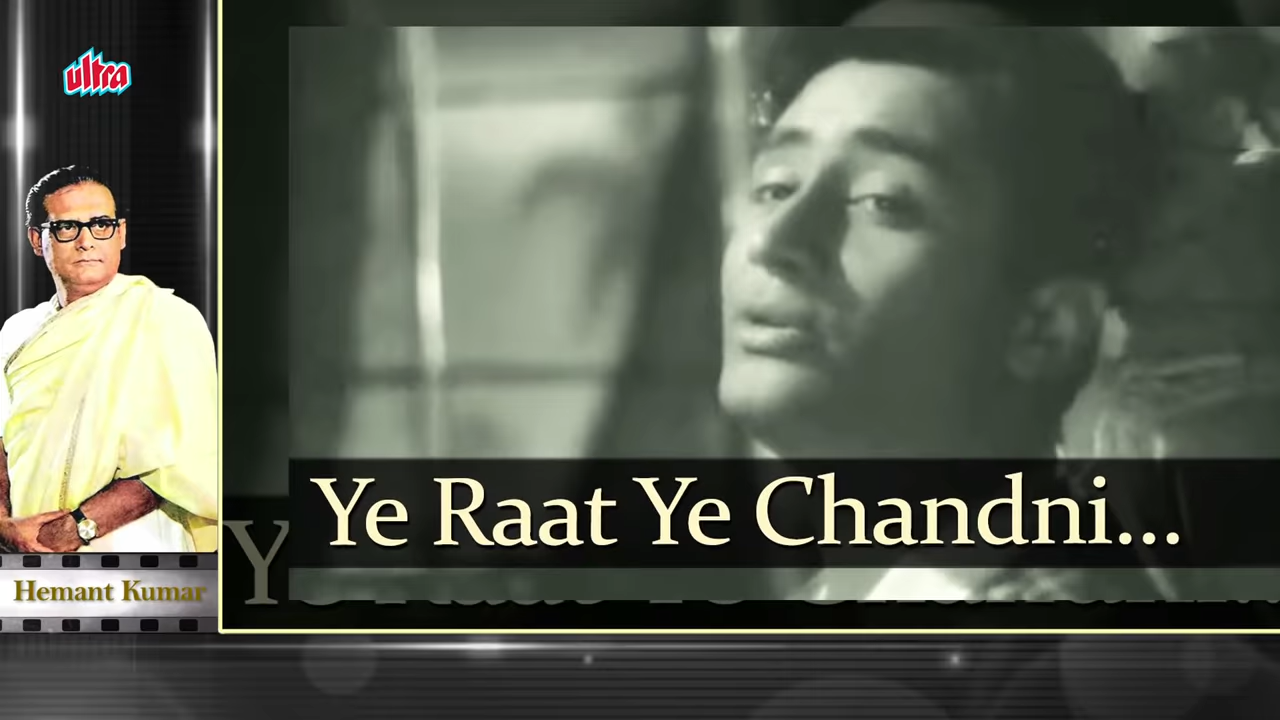 ultra
Ye Raat Ye Chandni...
Hemant Kumar